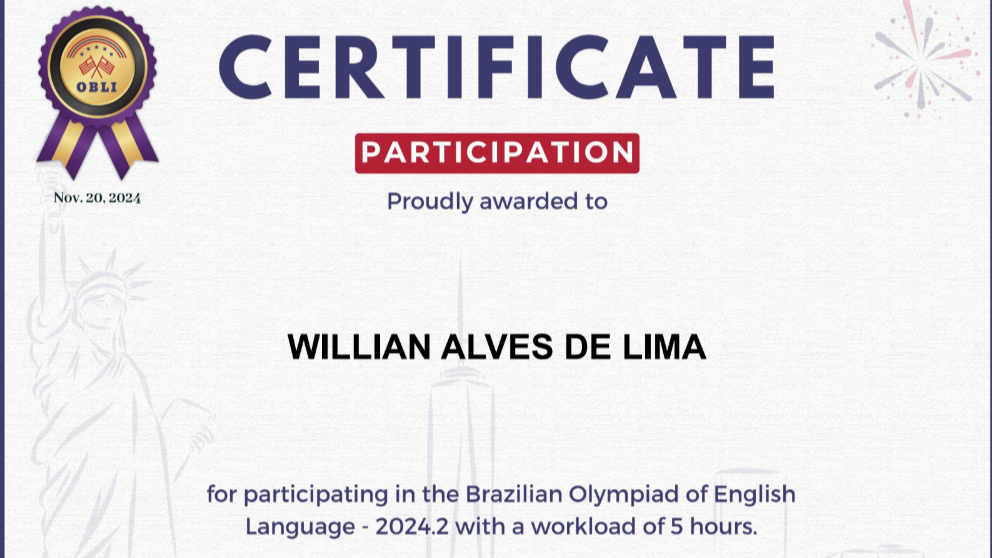 OBLI
CERTIFICATE
PARTICIPATION
Nov. 20, 2024
Proudly awarded to
WILLIAN ALVES DE LIMA
for participating in the Brazilian Olympiad of English
Language - 2024.2 with a workload of 5 hours.